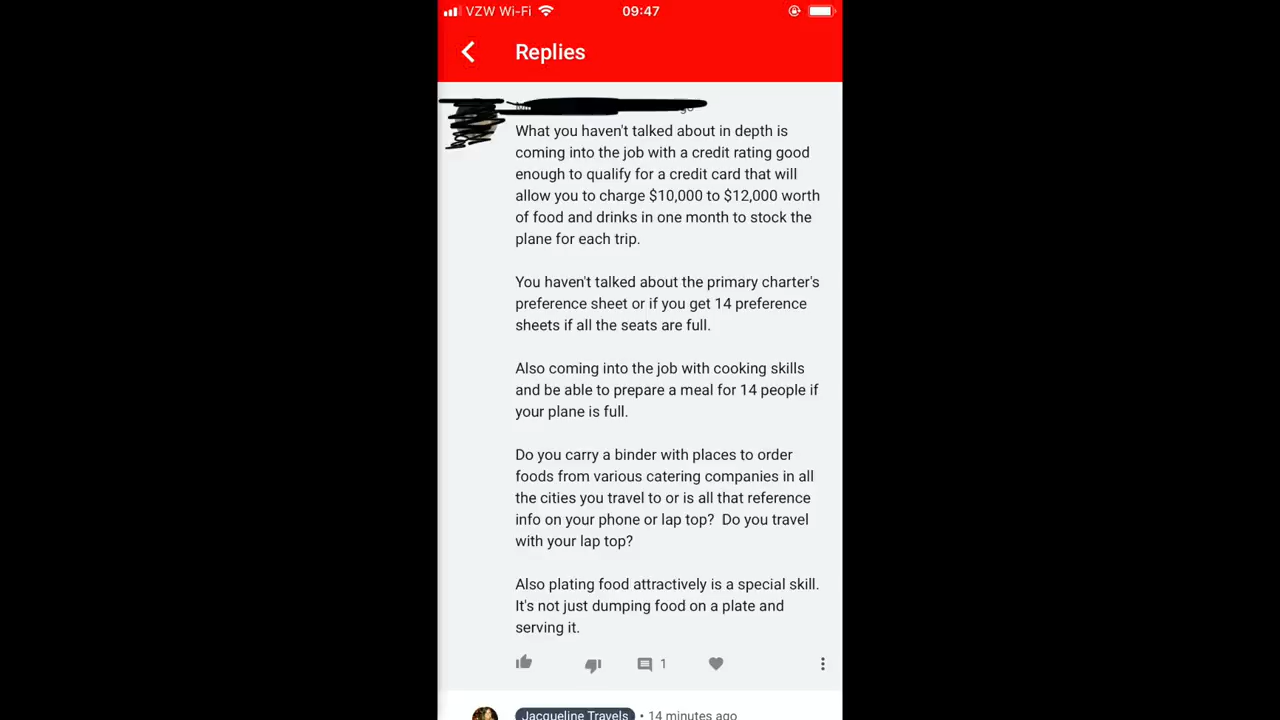 VZW Wi-Fi 09:47
Replies
What you haven't talked about in depth is
coming into the job with a credit rating good
enough to qualify for a credit card that will
allow you to charge $10,000 to $12,000 worth
of food and drinks in one month to stock the
plane for each trip.
You haven't talked about the primary charter's
preference sheet or if you get 14 preference
sheets if all the seats are full.
Also coming into the job with cooking skills
and be able to prepare a meal for 14 people if
your plane is full.
Do you carry a binder with places to order
foods from various catering companies in all
the cities you travel to or is all that reference
info on your phone or lap top?  Do you travel
with your lap top?
Also plating food attractively is a special skill.
It's not just dumping food on a plate and
serving it.
1
Jacqueline Travels • 14 minutes ago